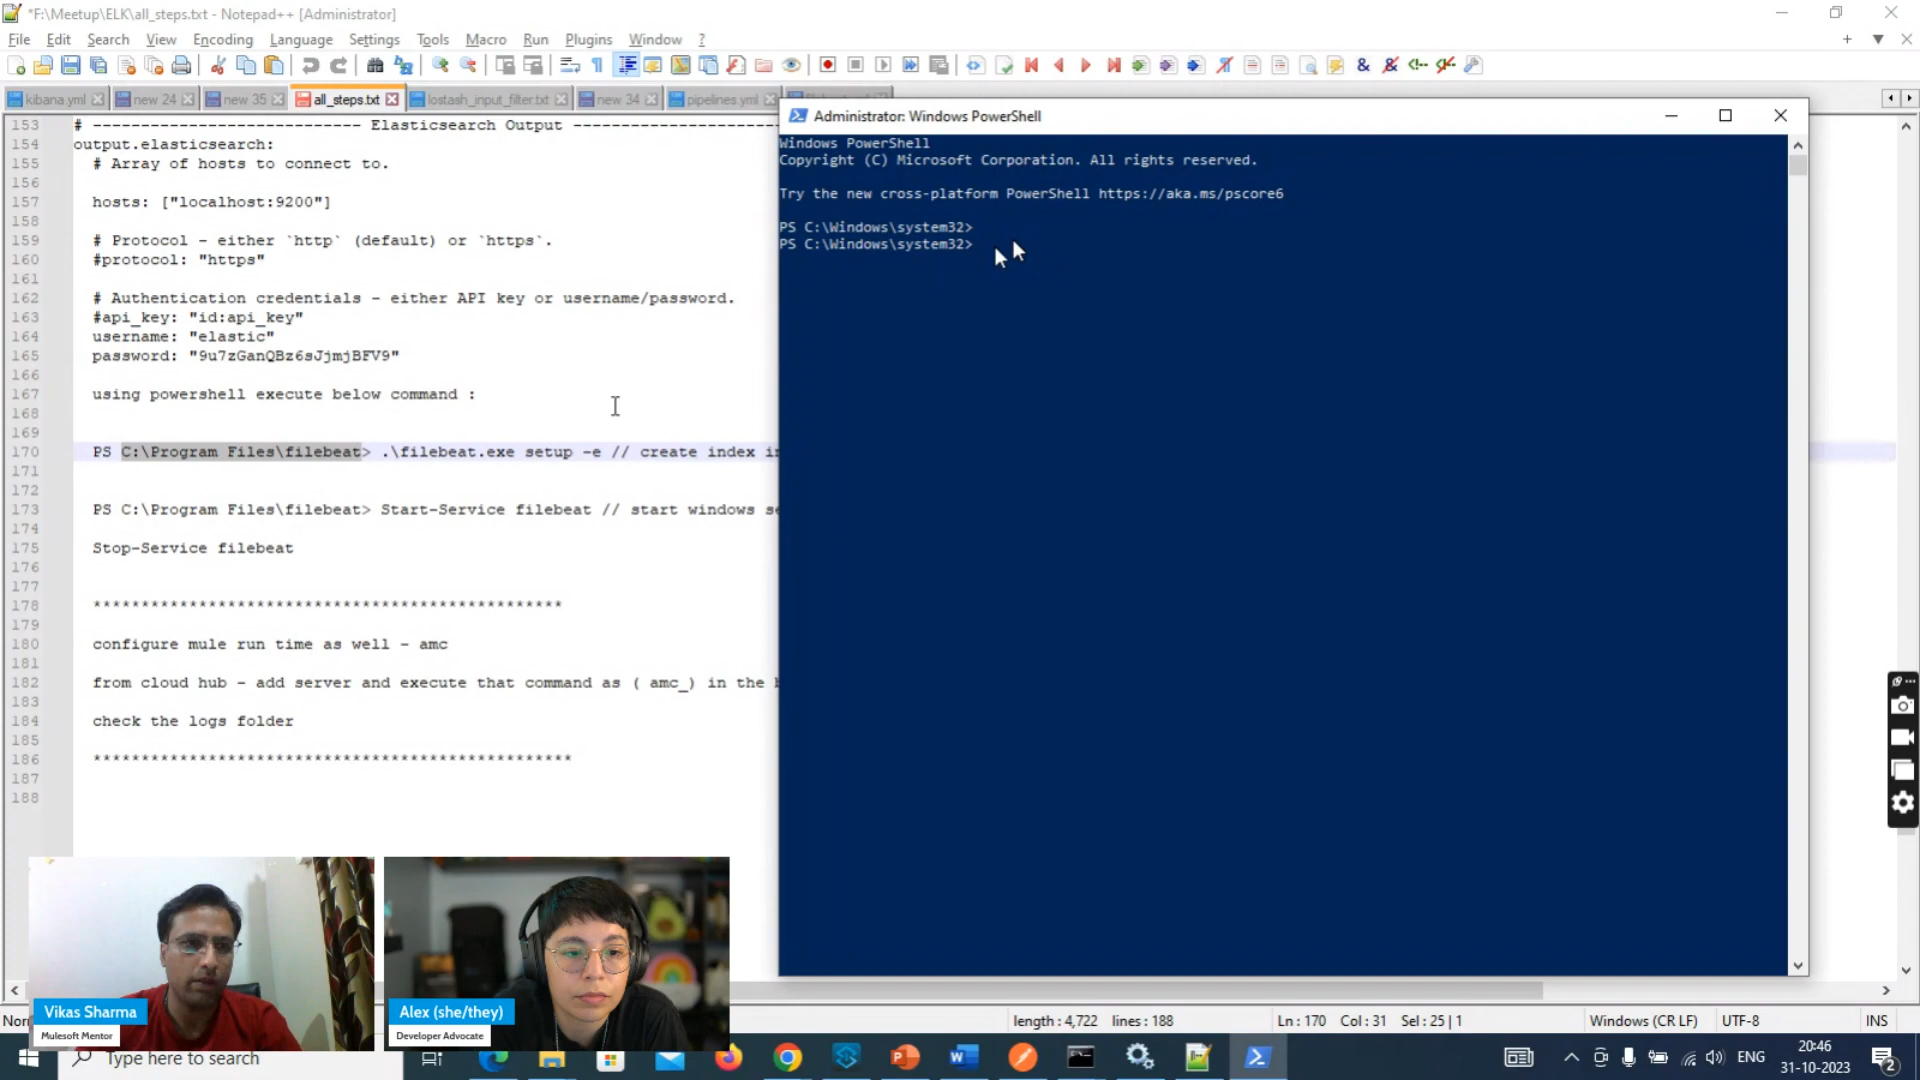 *F:\Meetup\ELK\all_steps.txt - Notepad++ [Administrator]
File Edit Search View Encoding Language Settings Tools Macro Run Plugins Window ?
kibana.yml new 24 new 35 all_steps.txt lostash_input_filter.txt new 34 pipelines.yml
153 # ---------------------------- Elasticsearch Output ----------------------
154 output.elasticsearch:
155 # Array of hosts to connect to.
156
157 hosts: ["localhost:9200"]
158
159 # Protocol - either `http` (default) or `https`.
160 #protocol: "https"
161
162 # Authentication credentials - either API key or username/password.
163 #api_key: "id:api_key"
164 username: "elastic"
165 password: "9u7zGanQBz6sJjmjBFV9"
166
167 using powershell execute below command :
168
169
170 PS C:\Program Files\filebeat> .\filebeat.exe setup -e // create index in
171
172
173 PS C:\Program Files\filebeat> Start-Service filebeat // start windows se
174
175 Stop-Service filebeat
176
177
178 *************************************************
179
180 configure mule run time as well - amc
181
182 from cloud hub - add server and execute that command as ( amc_) in the
183
184 check the logs folder
185
186 **************************************************
187
188
Administrator: Windows PowerShell
Windows PowerShell
Copyright (C) Microsoft Corporation. All rights reserved.
Try the new cross-platform PowerShell https://aka.ms/pscore6
PS C:\Windows\system32>
PS C:\Windows\system32>
Vikas Sharma
Mulesoft Mentor
Alex (she/they)
Developer Advocate
length : 4,722 lines : 188 Ln : 170 Col : 31 Sel : 25 | 1 Windows (CR LF) UTF-8 INS
Type here to search
ENG
20:46
31-10-2023
2